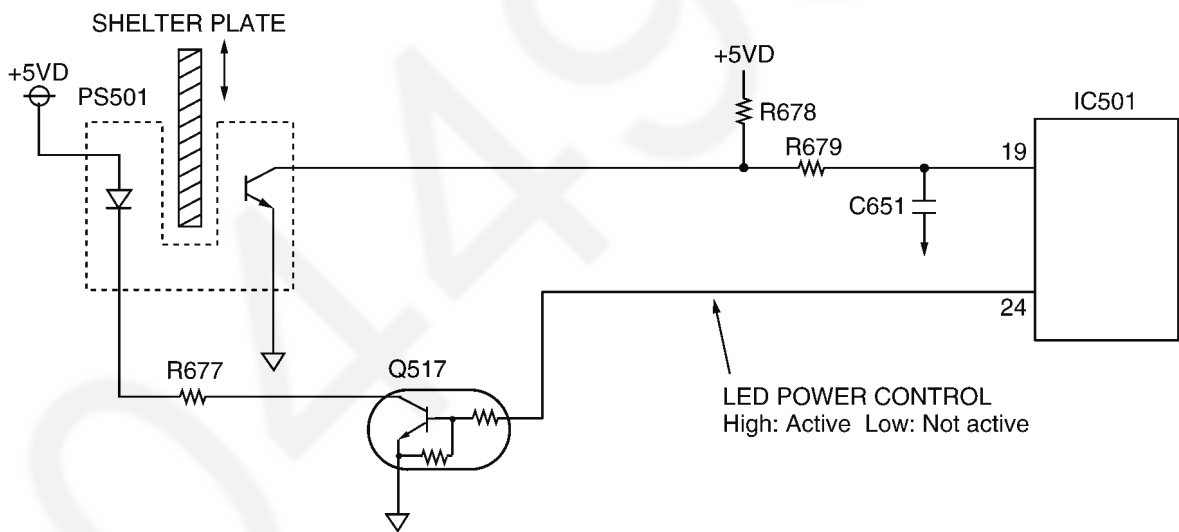 SHELTER PLATE
+5VD
PS501
+5VD
R678
IC501
R679
19
C651
24
R677
Q517
LED POWER CONTROL
High: Active Low: Not active